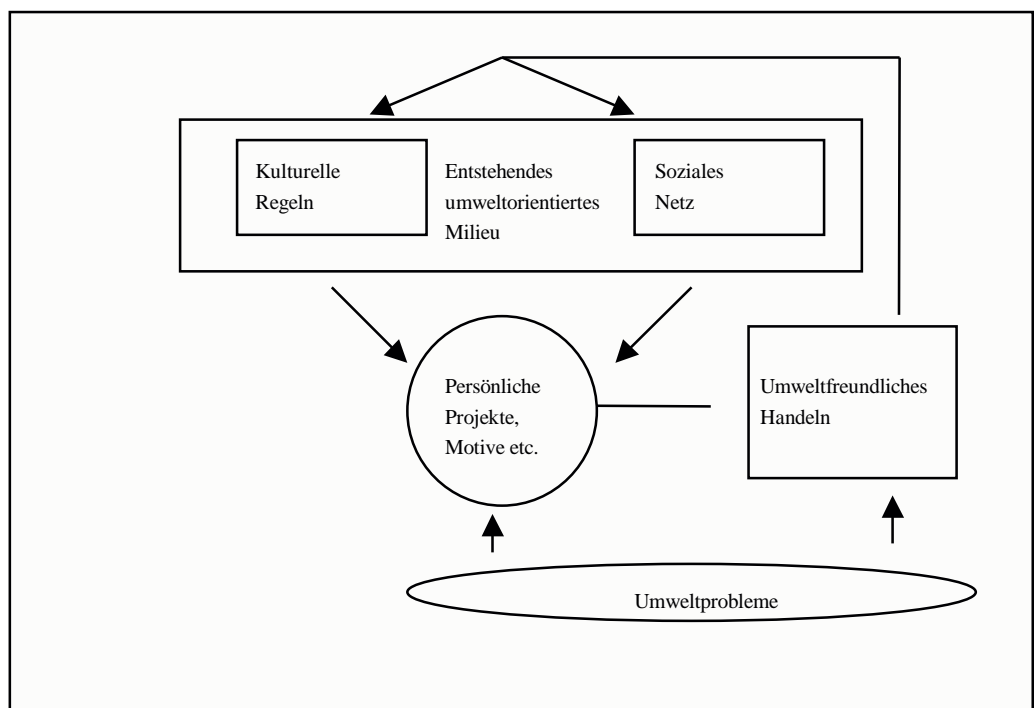 Kulturelle
Regeln
Entstehendes
umweltorientiertes
Milieu
Soziales
Netz
Persönliche
Projekte,
Motive etc.
Umweltfreundliches
Handeln
Umweltprobleme